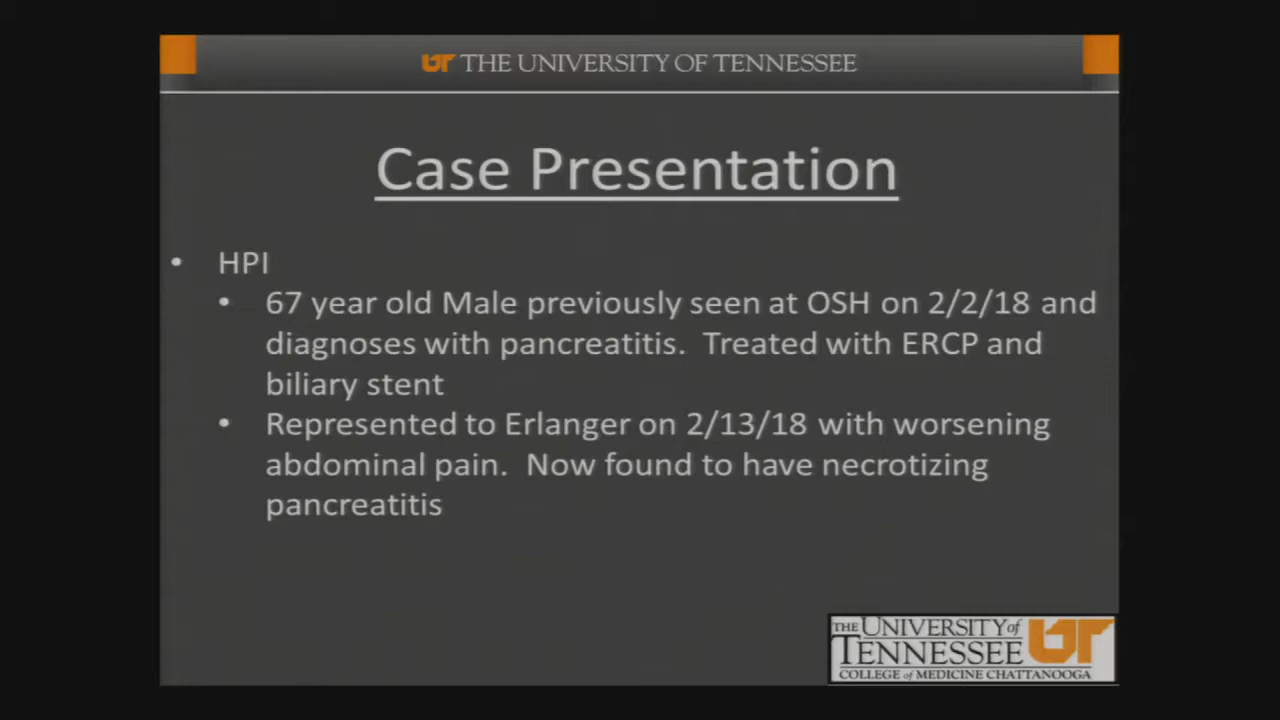 UT THE UNIVERSITY OF TENNESSEE
Case Presentation
• HPI
• 67 year old Male previously seen at OSH on 2/2/18 and
diagnoses with pancreatitis. Treated with ERCP and
biliary stent
• Represented to Erlanger on 2/13/18 with worsening
abdominal pain. Now found to have necrotizing
pancreatitis
THE UNIVERSITY of
TENNESSEE UT
COLLEGE of MEDICINE CHATTANOOGA